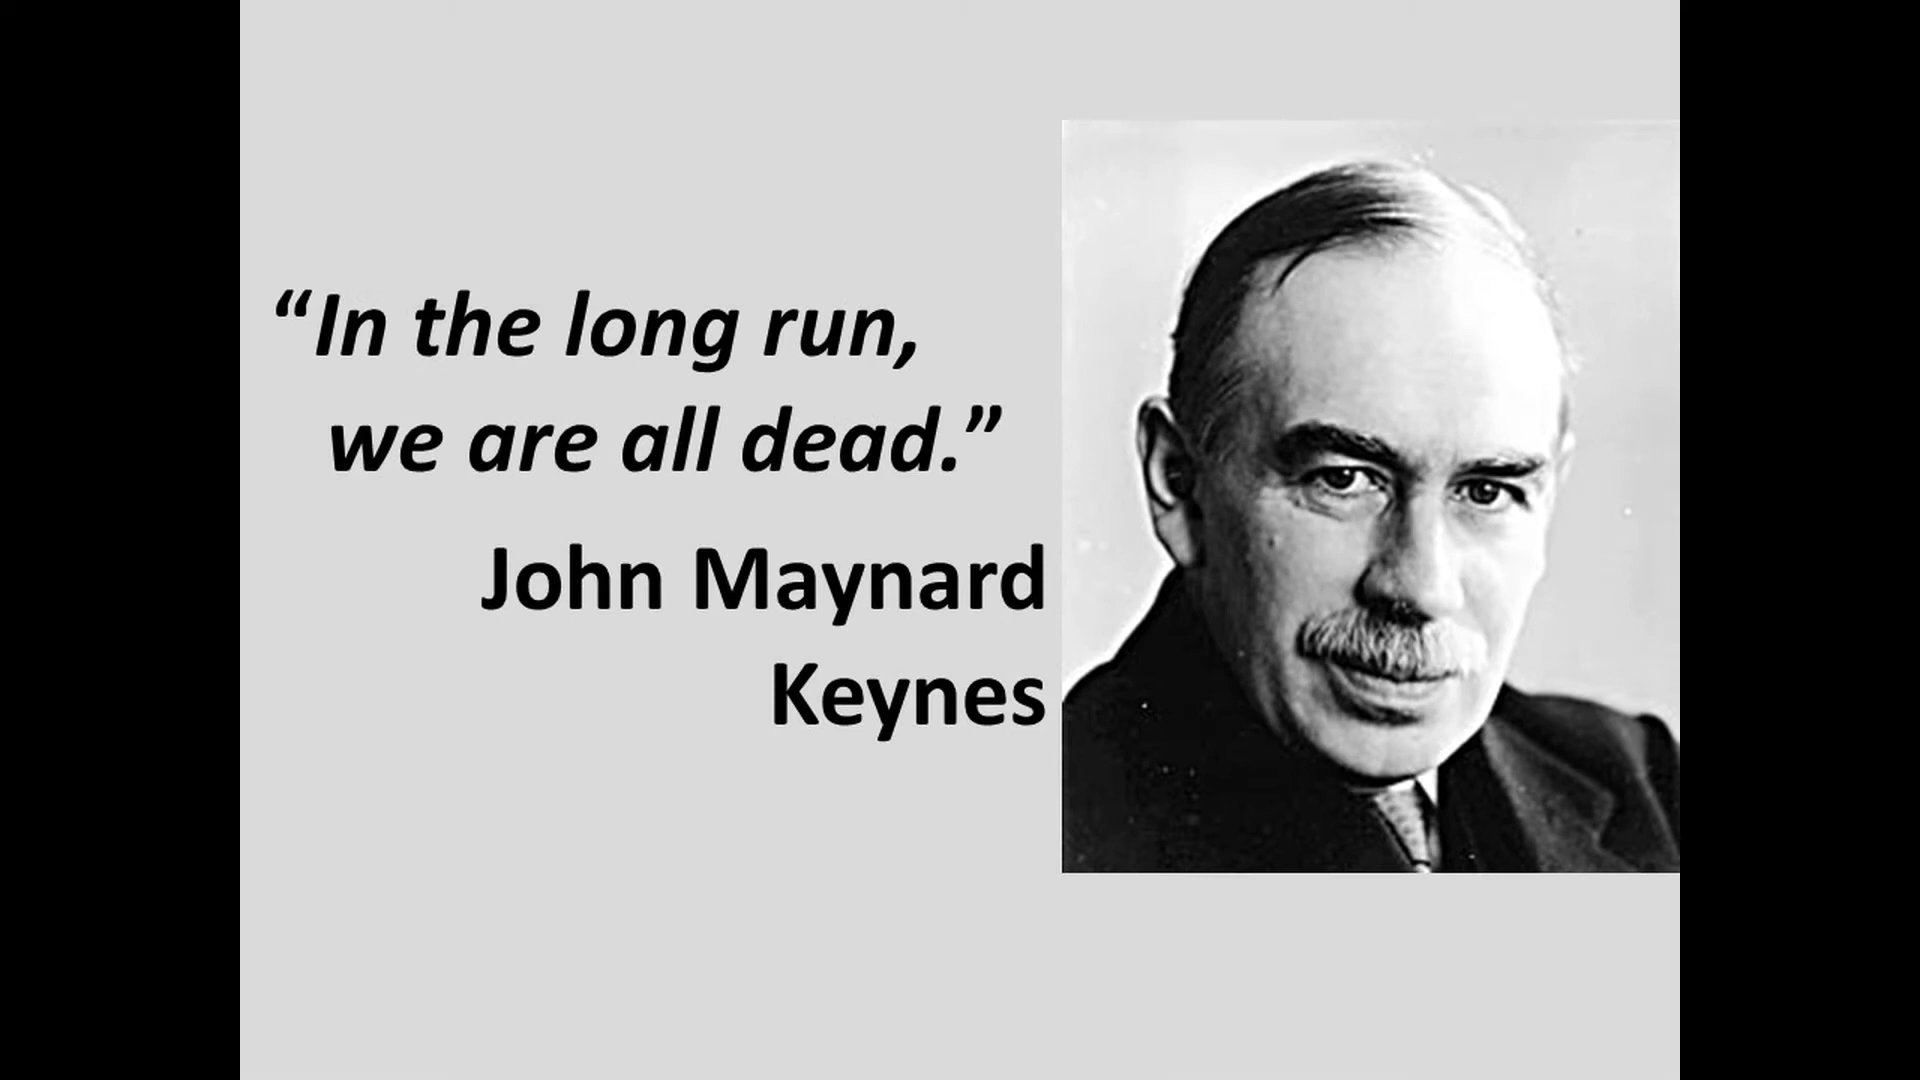 “In the long run,
we are all dead.”
John Maynard
Keynes